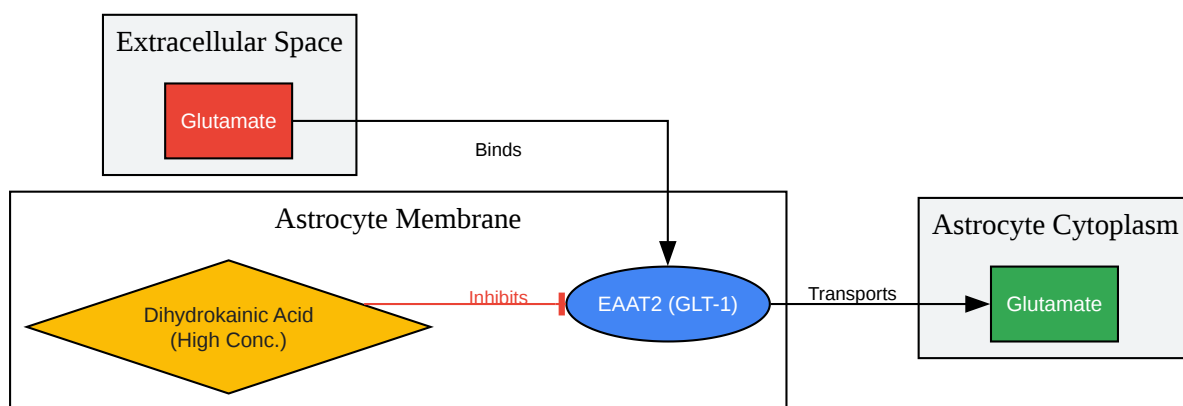 Extracellular Space
Glutamate
Binds
Astrocyte Membrane
Dihydrokainic Acid
(High Conc.)
Inhibits
EAAT2 (GLT-1)
Transports
Astrocyte Cytoplasm
Glutamate